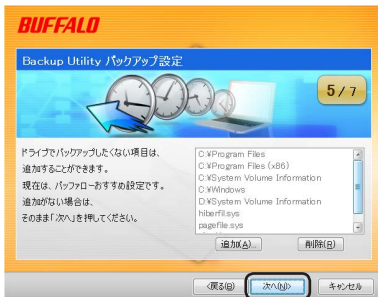 BUFFALO
Backup Utility バックアップ設定
5/7
ドライブでバックアップしたくない項目は、
追加することができます。
現在は、バッファローおすすめ設定です。
追加がない場合は、
そのまま「次へ」を押してください。
C:¥Program Files
C:¥Program Files (x86)
C:¥System Volume Information
C:¥Windows
D:¥System Volume Information
hiberfil.sys
pagefile.sys
追加(A)...
削除(R)
<戻る(B)
次へ(N)>
キャンセル